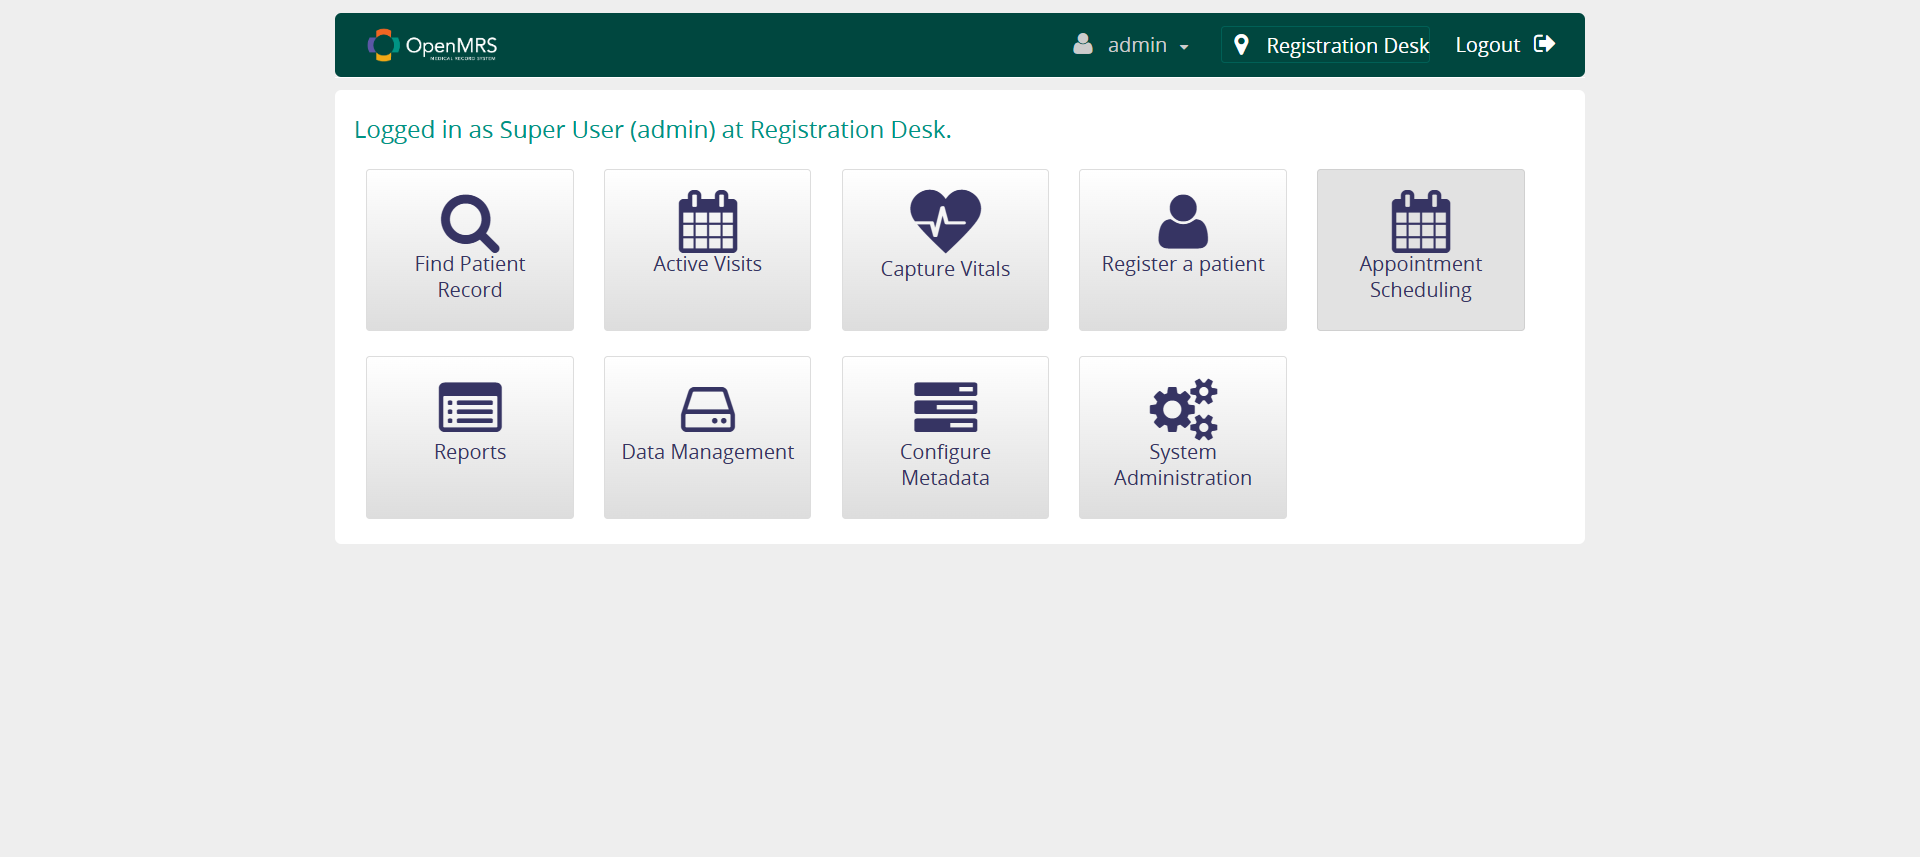 OpenMRS
MEDICAL RECORD SYSTEM
admin
Registration Desk
Logout
Logged in as Super User (admin) at Registration Desk.
Find Patient
Record
Active Visits
Capture Vitals
Register a patient
Appointment
Scheduling
Reports
Data Management
Configure
Metadata
System
Administration